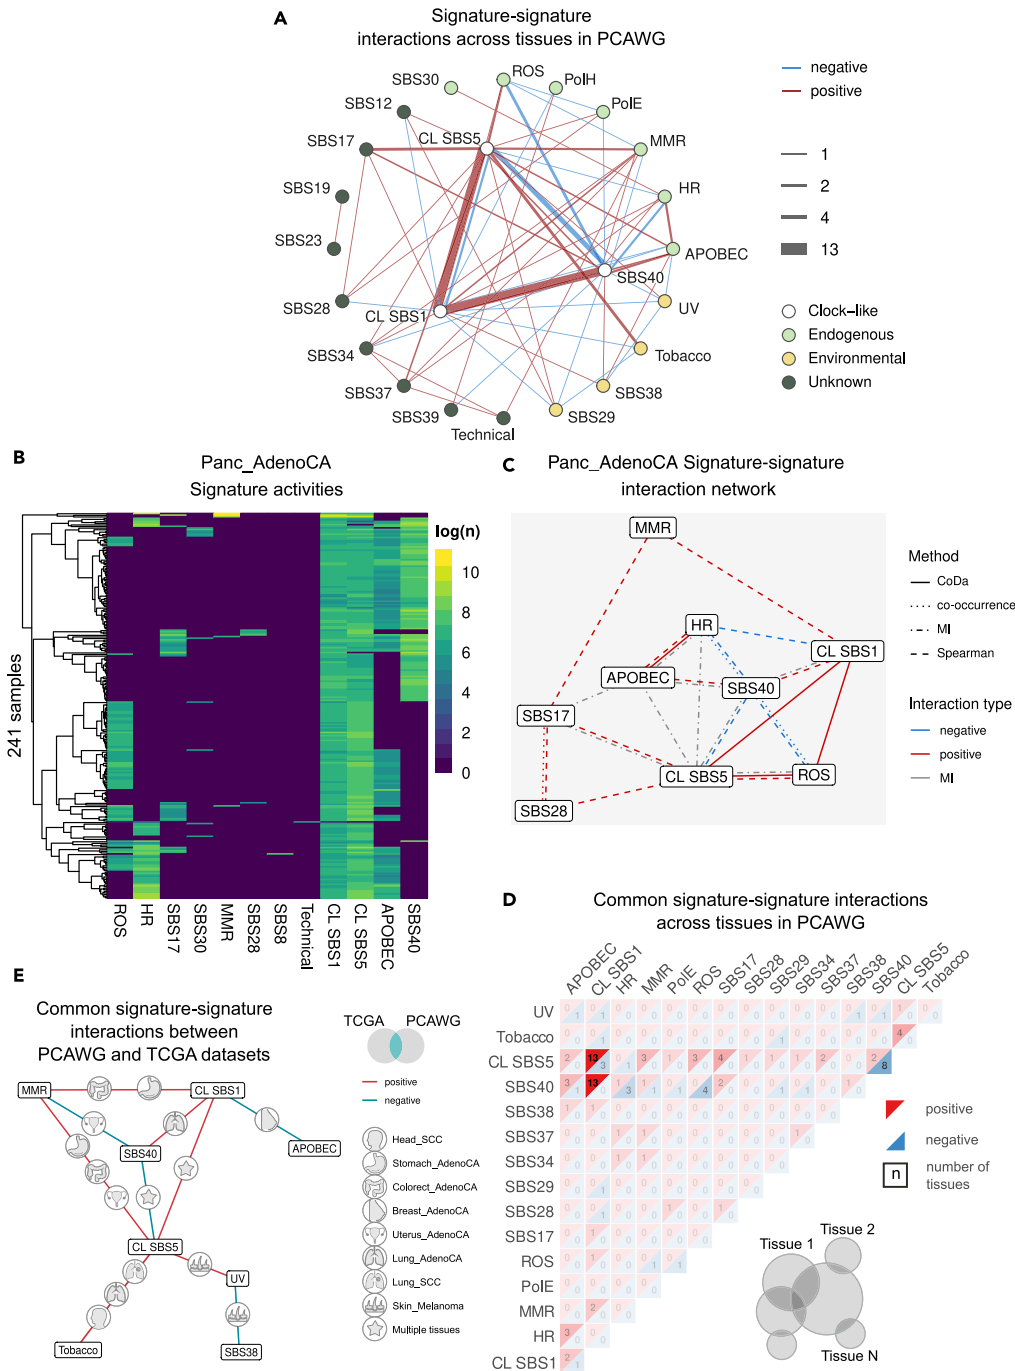 A
Signature-signature
interactions across tissues in PCAWG
SBS30
ROS
PolH
PolE
SBS12
SBS17
CL SBS5
MMR
SBS19
HR
SBS23
APOBEC
SBS40
SBS28
CL SBS1
UV
SBS34
Tobacco
SBS37
SBS38
SBS39
SBS29
Technical
negative
positive
1
2
4
13
Clock-like
Endogenous
Environmental
Unknown
B
Panc_AdenoCA
Signature activities
log(n)
10
8
6
4
2
0
241 samples
ROS
HR
SBS17
SBS30
MMR
SBS28
SBS8
Technical
CL SBS1
CL SBS5
APOBEC
SBS40
C
Panc_AdenoCA Signature-signature
interaction network
MMR
HR
CL SBS1
APOBEC
SBS40
SBS17
CL SBS5
ROS
SBS28
Method
CoDa
co-occurrence
MI
Spearman
Interaction type
negative
positive
MI
D
Common signature-signature interactions
across tissues in PCAWG
APOBEC
CL SBS1
HR
MMR
PolE
ROS
SBS17
SBS28
SBS29
SBS34
SBS37
SBS38
SBS40
CL SBS5
Tobacco
UV
Tobacco
CL SBS5
SBS40
SBS38
SBS37
SBS34
SBS29
SBS28
SBS17
ROS
PolE
MMR
HR
CL SBS1
positive
negative
n
number of
tissues
Tissue 1
Tissue 2
Tissue N
E
Common signature-signature
interactions between
PCAWG and TCGA datasets
TCGA
PCAWG
positive
negative
MMR
CL SBS1
SBS40
APOBEC
CL SBS5
UV
Tobacco
SBS38
Head_SCC
Stomach_AdenoCA
Colorect_AdenoCA
Breast_AdenoCA
Uterus_AdenoCA
Lung_AdenoCA
Lung_SCC
Skin_Melanoma
Multiple tissues